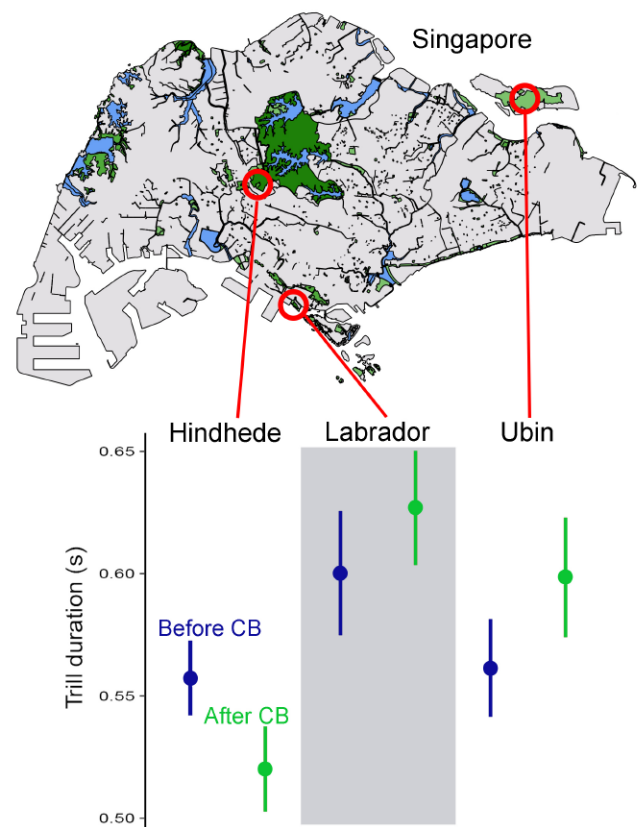 Singapore
Hindhede Labrador Ubin
0.65
0.60
0.55
0.50
Trill duration (s)
Before CB
After CB